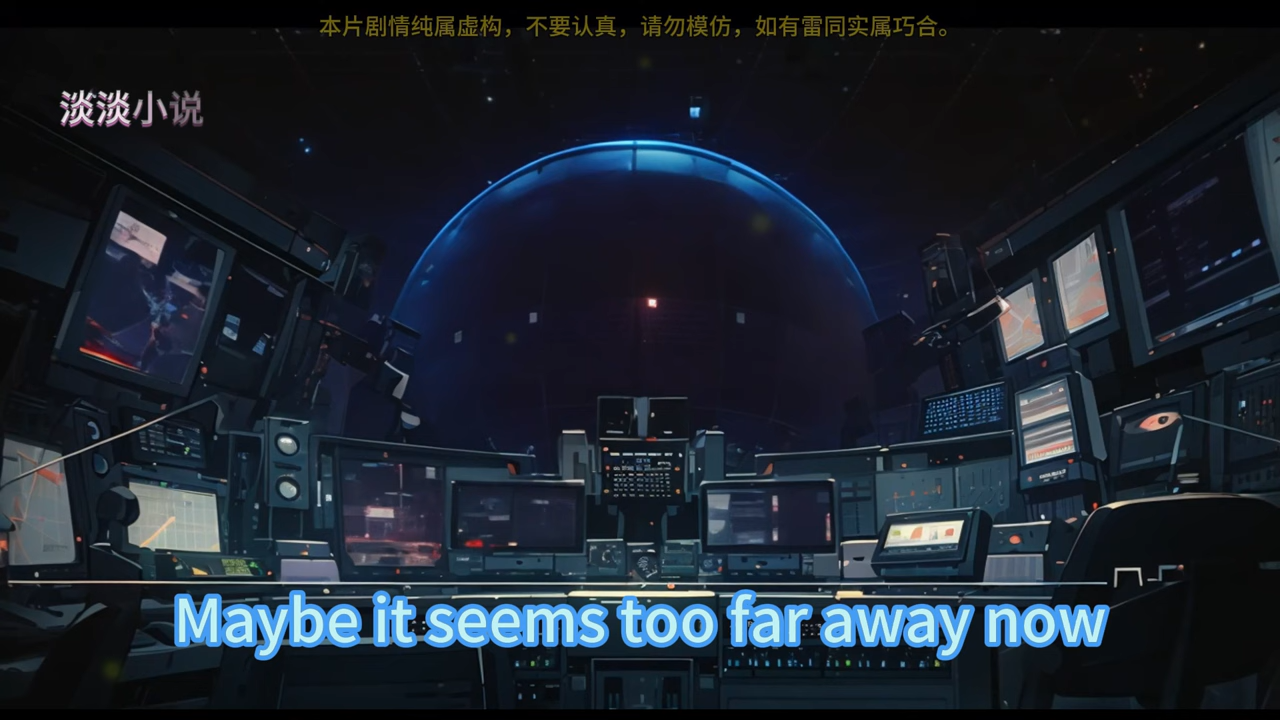 本片剧情纯属虚构，不要认真，请勿模仿，如有雷同实属巧合。
淡淡小说
Maybe it seems too far away now